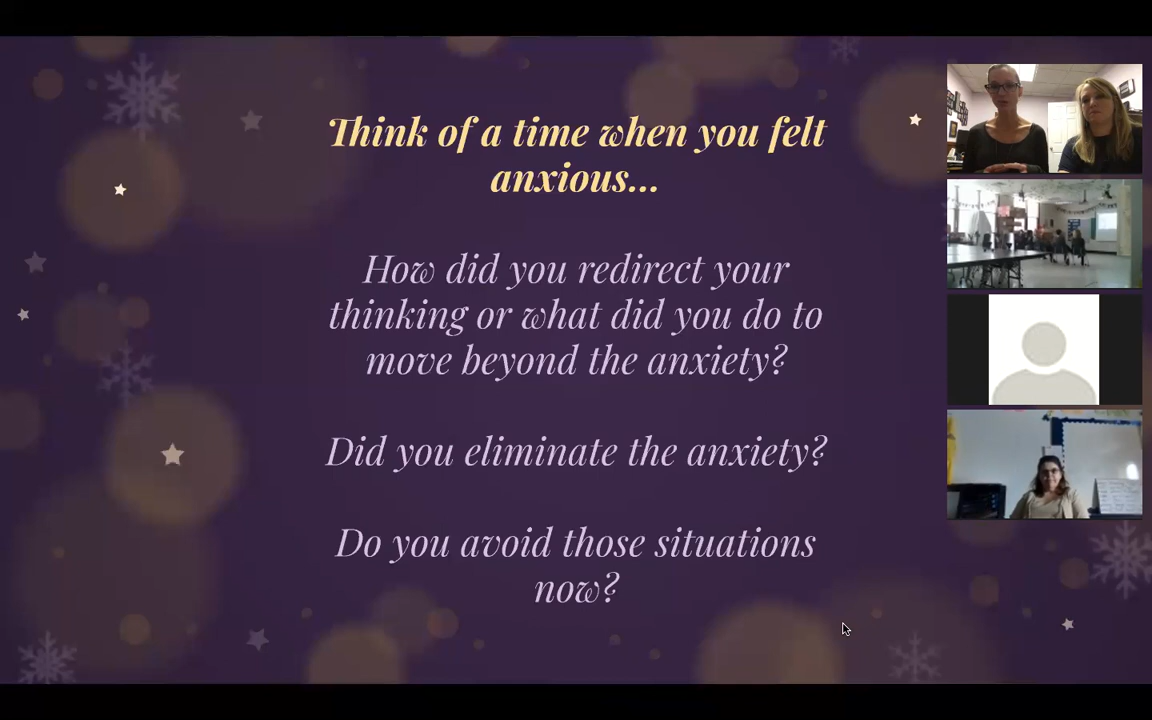 Think of a time when you felt
anxious...
How did you redirect your
thinking or what did you do to
move beyond the anxiety?
Did you eliminate the anxiety?
Do you avoid those situations
now?